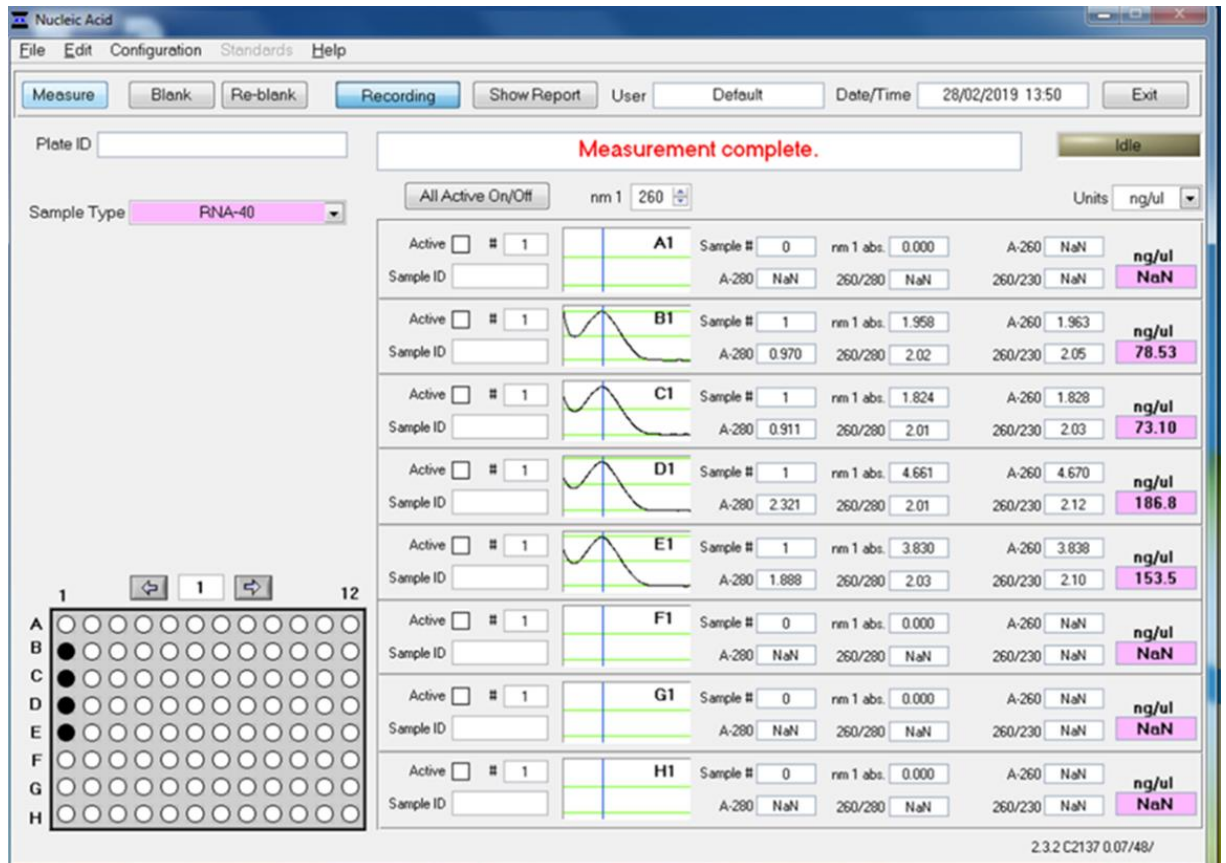 Nucleic Acid
File Edit Configuration Standards Help
Measure Blank Re-blank Recording Show Report User Default Date/Time 28/02/2019 13:50 Exit
Plate ID Measurement complete. Idle
All Active On/Off nm 1 260 Units ng/ul
Sample Type RNA-40
Active # 1 A1 Sample # 0 nm 1 abs. 0.000 A-260 NaN ng/ul
Sample ID A-280 NaN 260/280 NaN 260/230 NaN NaN
Active # 1 B1 Sample # 1 nm 1 abs. 1.958 A-260 1.963 ng/ul
Sample ID A-280 0.970 260/280 2.02 260/230 2.05 78.53
Active # 1 C1 Sample # 1 nm 1 abs. 1.824 A-260 1.828 ng/ul
Sample ID A-280 0.911 260/280 2.01 260/230 2.03 73.10
Active # 1 D1 Sample # 1 nm 1 abs. 4.661 A-260 4.670 ng/ul
Sample ID A-280 2.321 260/280 2.01 260/230 2.12 186.8
Active # 1 E1 Sample # 1 nm 1 abs. 3.830 A-260 3.838 ng/ul
Sample ID A-280 1.888 260/280 2.03 260/230 2.10 153.5
Active # 1 F1 Sample # 0 nm 1 abs. 0.000 A-260 NaN ng/ul
Sample ID A-280 NaN 260/280 NaN 260/230 NaN NaN
Active # 1 G1 Sample # 0 nm 1 abs. 0.000 A-260 NaN ng/ul
Sample ID A-280 NaN 260/280 NaN 260/230 NaN NaN
Active # 1 H1 Sample # 0 nm 1 abs. 0.000 A-260 NaN ng/ul
Sample ID A-280 NaN 260/280 NaN 260/230 NaN NaN
1 1 12
A
B
C
D
E
F
G
H
2.3.2 C2137 0.07/48/